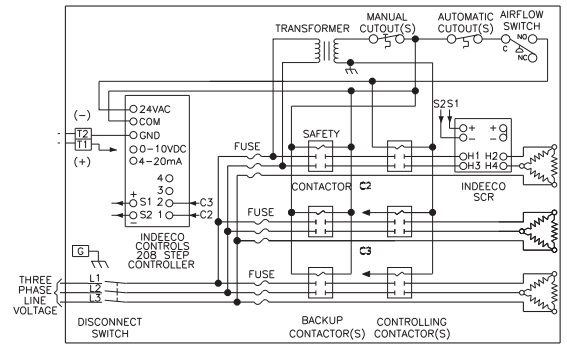 TRANSFORMER
MANUAL
CUTOUT(S)
AUTOMATIC
CUTOUT(S)
AIRFLOW
SWITCH
NO
C
NC
S2 S1
(-)
T2
T1
(+)
24VAC
COM
GND
0-10VDC
4-20mA
4
3
+
S1 2
S2 1
-
C3
C2
INDEECO
CONTROLS
208 STEP
CONTROLLER
FUSE
SAFETY
CONTACTOR
C2
+ +
- -
H1 H2
H3 H4
INDEECO
SCR
FUSE
C3
G
FUSE
THREE
PHASE
LINE
VOLTAGE
L1
L2
L3
DISCONNECT
SWITCH
BACKUP
CONTACTOR(S)
CONTROLLING
CONTACTOR(S)